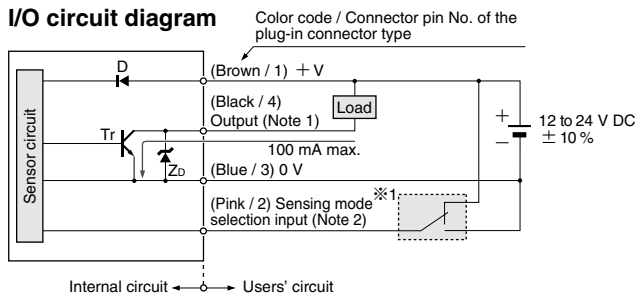 I/O circuit diagram
Color code / Connector pin No. of the
plug-in connector type
D
(Brown / 1) +V
(Black / 4)
Output (Note 1)
Load
Tr
ZD
100 mA max.
(Blue / 3) 0 V
+
−
12 to 24 V DC
±10 %
Sensor circuit
(Pink / 2) Sensing mode
selection input (Note 2)
※1
Internal circuit
Users' circuit